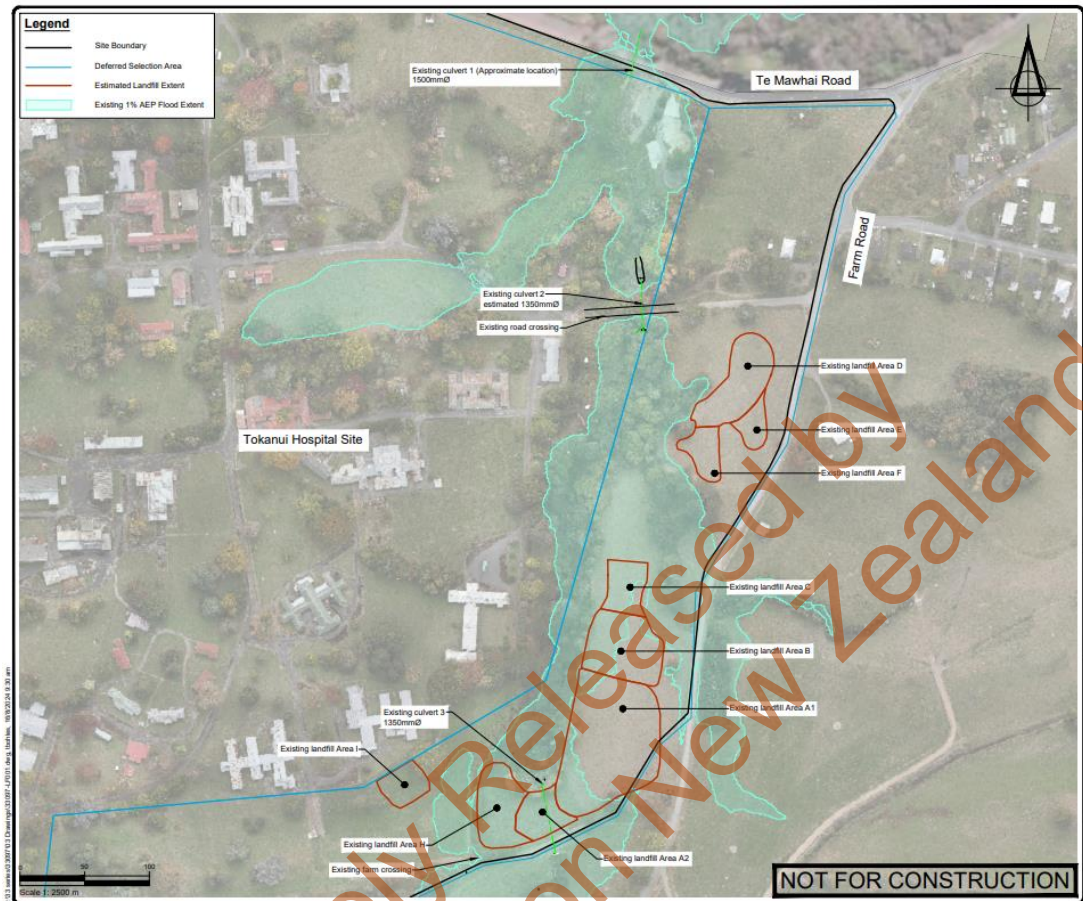 Legend
Site Boundary
Deferred Selection Area
Estimated Landfill Extent
Existing 1% AEP Flood Extent
Existing culvert 1 (Approximate location)
1500mmØ
Te Mawhai Road
Farm Road
Existing culvert 2
estimated 1350mmØ
Existing road crossing
Existing landfill Area D
Existing landfill Area E
Existing landfill Area F
Tokanui Hospital Site
Existing landfill Area C
Existing landfill Area B
Existing landfill Area A1
Existing culvert 3
1350mmØ
Existing landfill Area I
Existing landfill Area H
Existing landfill Area A2
Existing farm crossing
0 50 100
Scale 1: 2500 m
NOT FOR CONSTRUCTION
Released by
on New Zealand